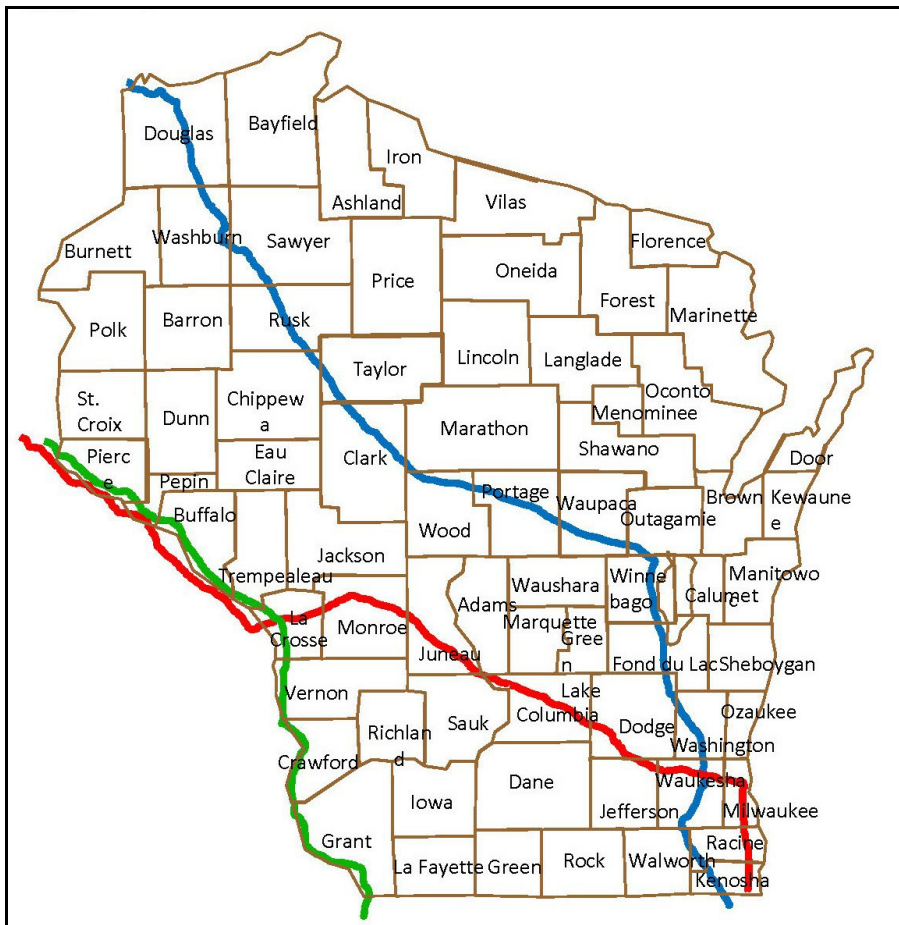 Bayfield
Douglas
Iron
Ashland
Vilas
Washburn
Sawyer
Florence
Burnett
Oneida
Price
Forest
Marinette
Polk
Barron
Rusk
Lincoln
Langlade
Taylor
Oconto
St.
Croix
Chippew
a
Dunn
Menominee
Marathon
Shawano
Pierc
e
Eau
Claire
Clark
Door
Pepin
Portage
Waupaca
Brown
Kewaune
e
Buffalo
Outagamie
Wood
Jackson
Trempealeau
Waushara
Winne
bago
Calumet
Manitowo
c
Adams
La
Crosse
Monroe
Marquette
Gree
n
Juneau
Fond du Lac
Sheboygan
Vernon
Lake
Columbia
Sauk
Dodge
Ozaukee
Richlan
d
Washington
Crawford
Dane
Waukesha
Iowa
Jefferson
Milwaukee
Grant
Racine
La Fayette
Green
Rock
Walworth
Kenosha